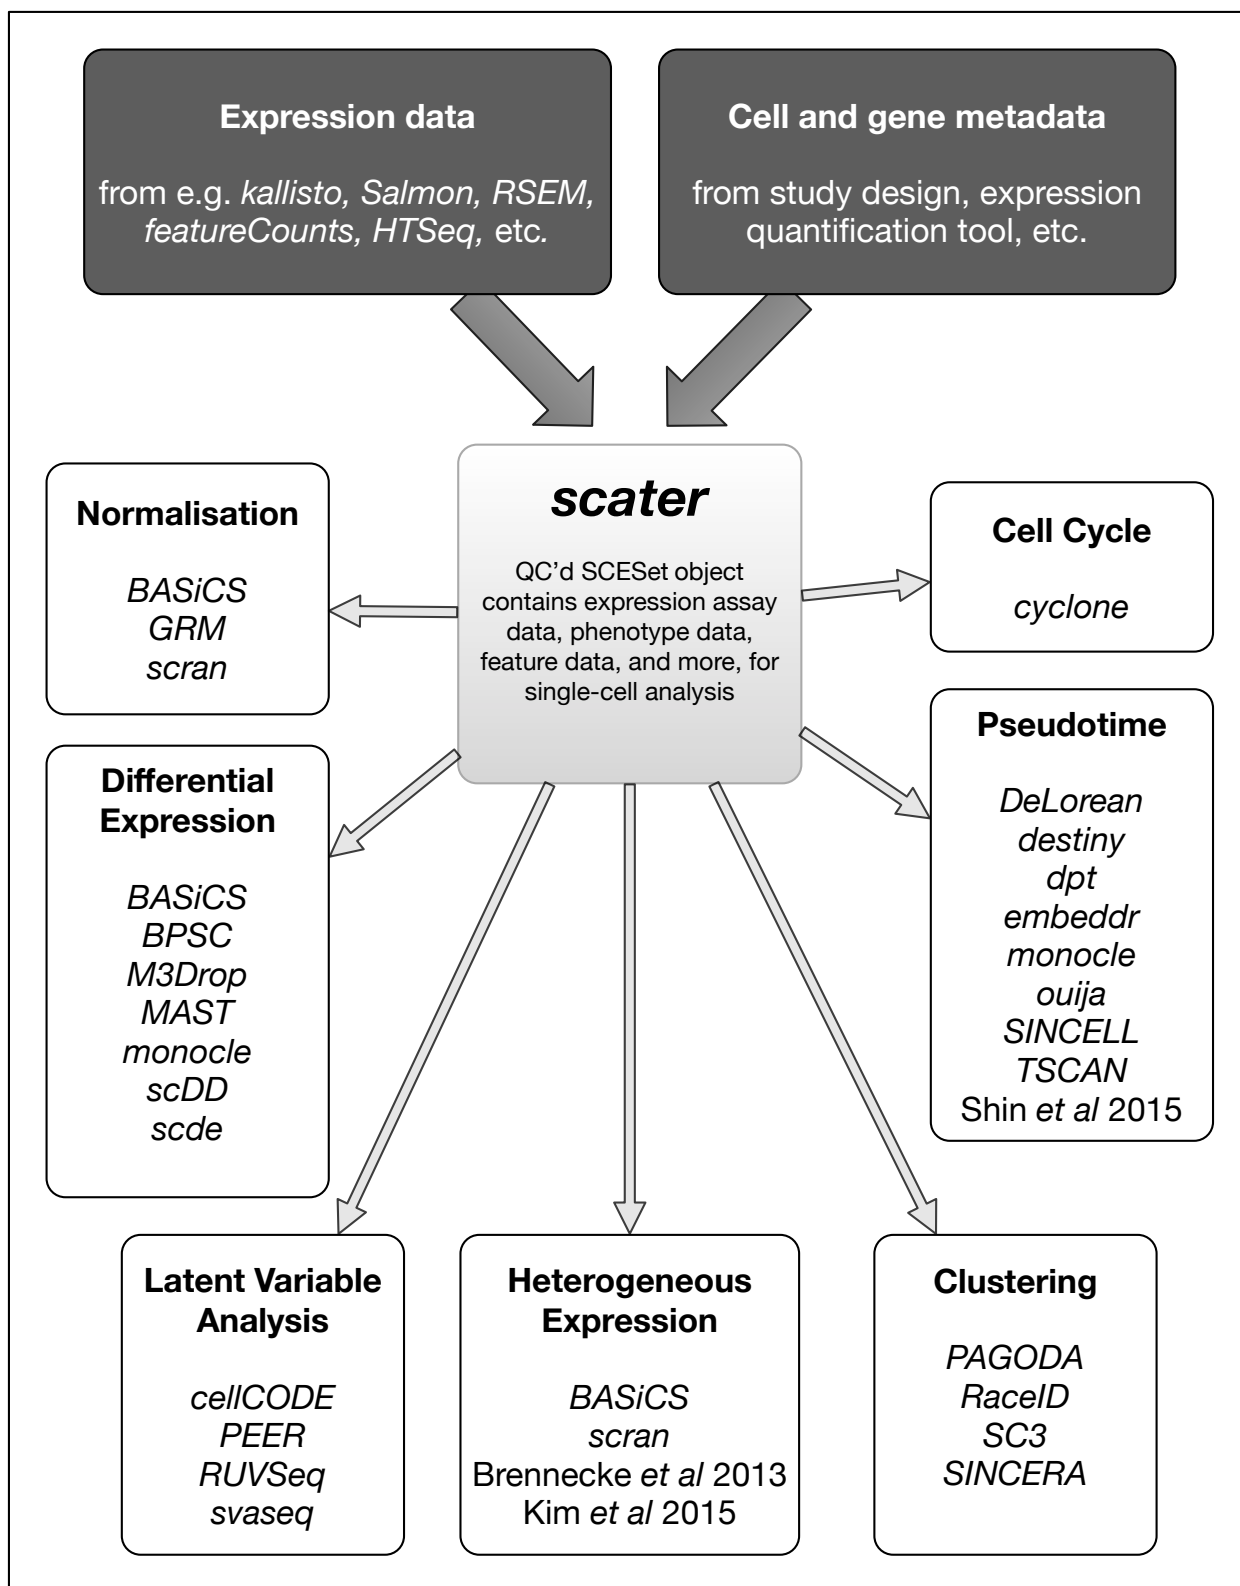 Expression data
from e.g. kallisto, Salmon, RSEM,
featureCounts, HTSeq, etc.
Cell and gene metadata
from study design, expression
quantification tool, etc.
scater
QC'd SCESet object
contains expression assay
data, phenotype data,
feature data, and more, for
single-cell analysis
Normalisation
BASiCS
GRM
scran
Cell Cycle
cyclone
Differential
Expression
BASiCS
BPSC
M3Drop
MAST
monocle
scDD
scde
Pseudotime
DeLorean
destiny
dpt
embeddr
monocle
ouija
SINCELL
TSCAN
Shin et al 2015
Latent Variable
Analysis
cellCODE
PEER
RUVSeq
svaseq
Heterogeneous
Expression
BASiCS
scran
Brennecke et al 2013
Kim et al 2015
Clustering
PAGODA
RaceID
SC3
SINCERA